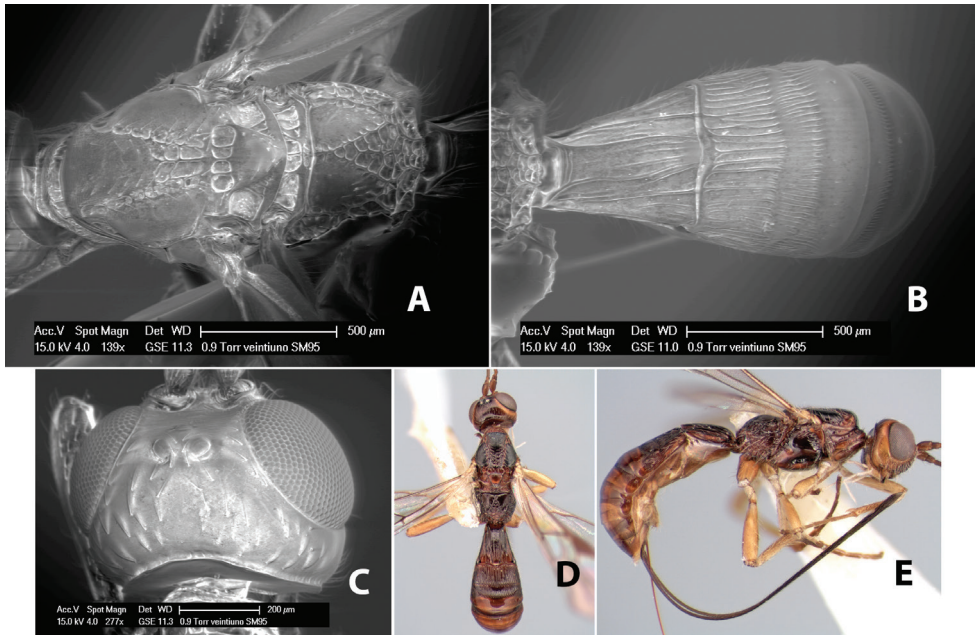 A
Acc.V Spot Magn Det WD 500 µm
15.0 kV 4.0 139x GSE 11.3 0.9 Torr veintiuno SM95
B
Acc.V Spot Magn Det WD 500 µm
15.0 kV 4.0 139x GSE 11.0 0.9 Torr veintiuno SM95
C
Acc.V Spot Magn Det WD 200 µm
15.0 kV 4.0 277x GSE 11.3 0.9 Torr veintiuno SM95
D
E